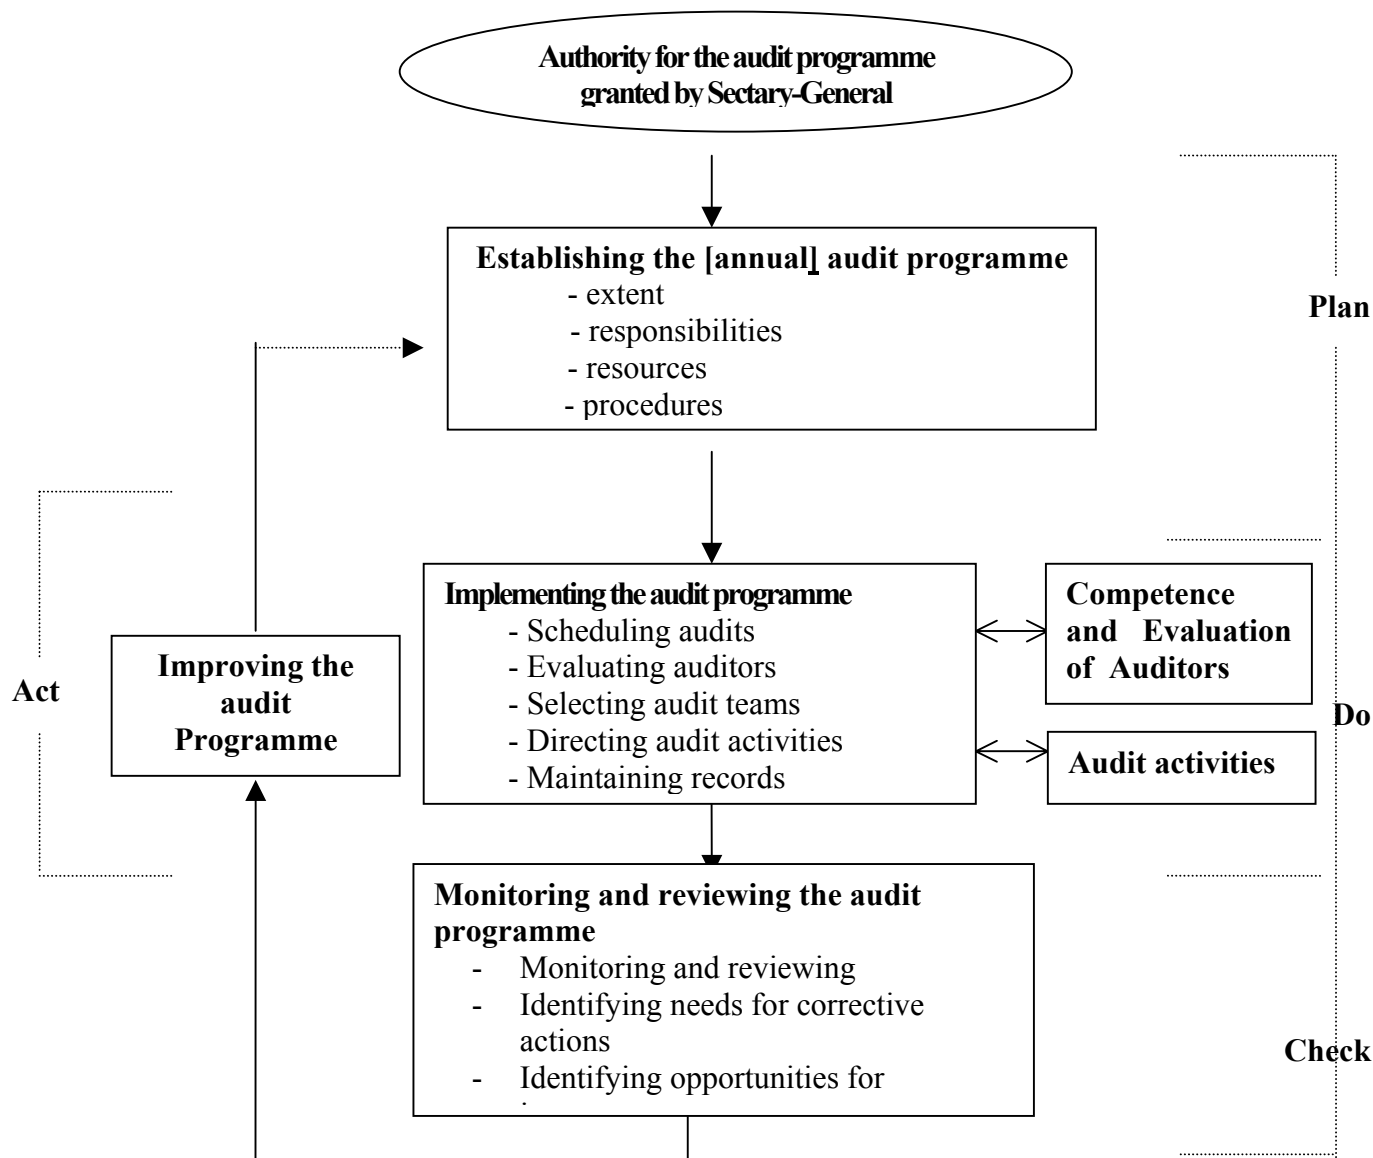 Authority for the audit programme
granted by Sectary-General
Establishing the [annual] audit programme
- extent
- responsibilities
- resources
- procedures
Plan
Implementing the audit programme
- Scheduling audits
- Evaluating auditors
- Selecting audit teams
- Directing audit activities
- Maintaining records
Competence
and Evaluation
of Auditors
Do
Audit activities
Act
Improving the
audit
Programme
Monitoring and reviewing the audit
programme
- Monitoring and reviewing
- Identifying needs for corrective
actions
- Identifying opportunities for
Check